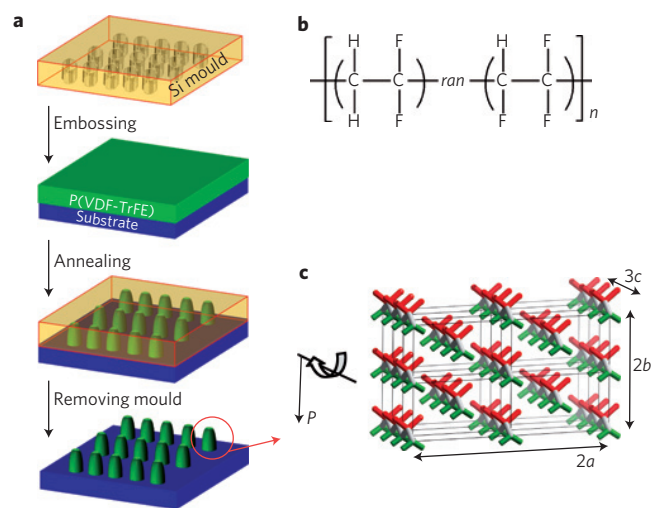 a
Si mould
Embossing
P(VDF-TrFE)
Substrate
Annealing
Removing mould
b
H F H F
C C ran C C
H F F F
n
c
3c
2b
P
2a